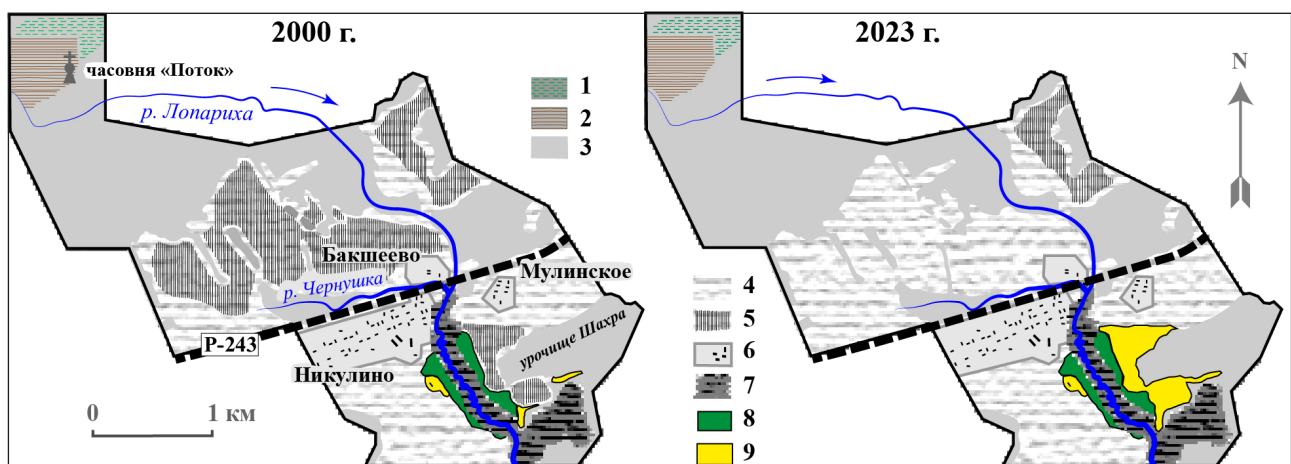 2000 г.
2023 г.
часовня «Поток»
р. Лопариха
1
2
3
N
Бакшеево
Мулинское
р. Чернушка
Р-243
урочище Шахра
Никулино
0 1 км
4
5
6
7
8
9